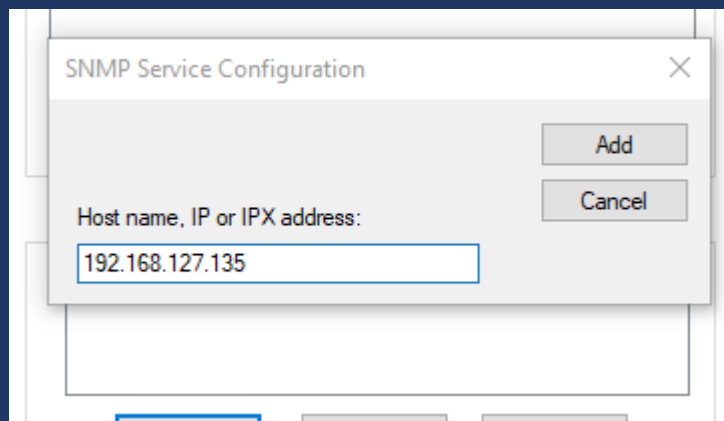 SNMP Service Configuration
Add
Cancel
Host name, IP or IPX address:
192.168.127.135